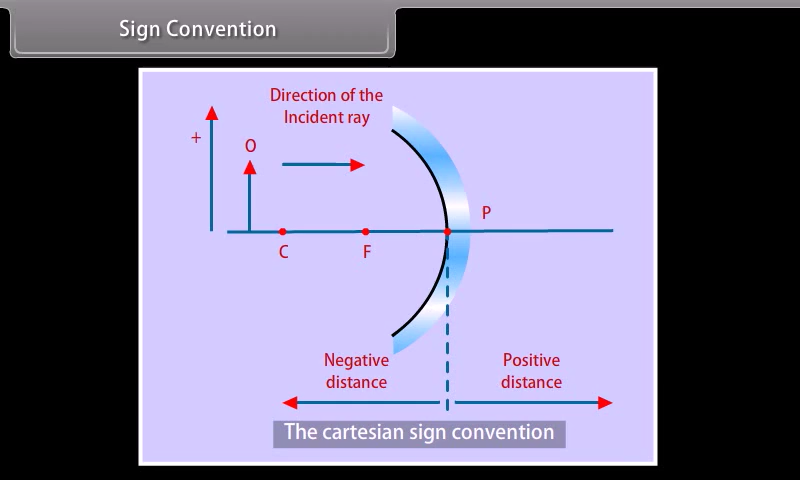 Sign Convention
Direction of the
Incident ray
+
O
P
C
F
Negative
distance
Positive
distance
The cartesian sign convention